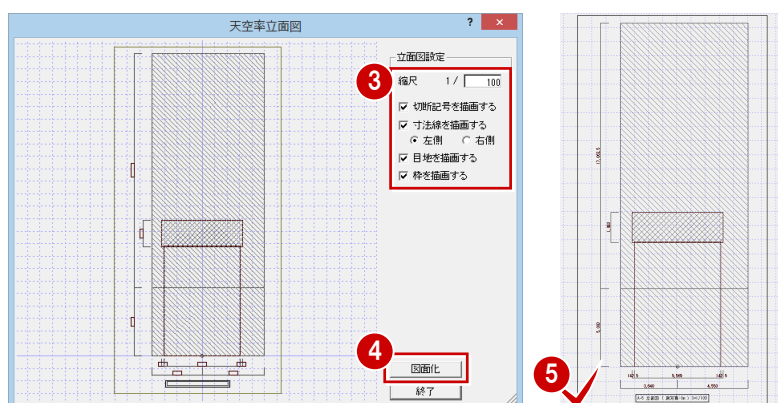 天空率立面図
?
×
立面図設定
3
縮尺 1 / 100
切断記号を描画する
寸法線を描画する
左側 右側
目地を描画する
枠を描画する
4
図面化
終了
5